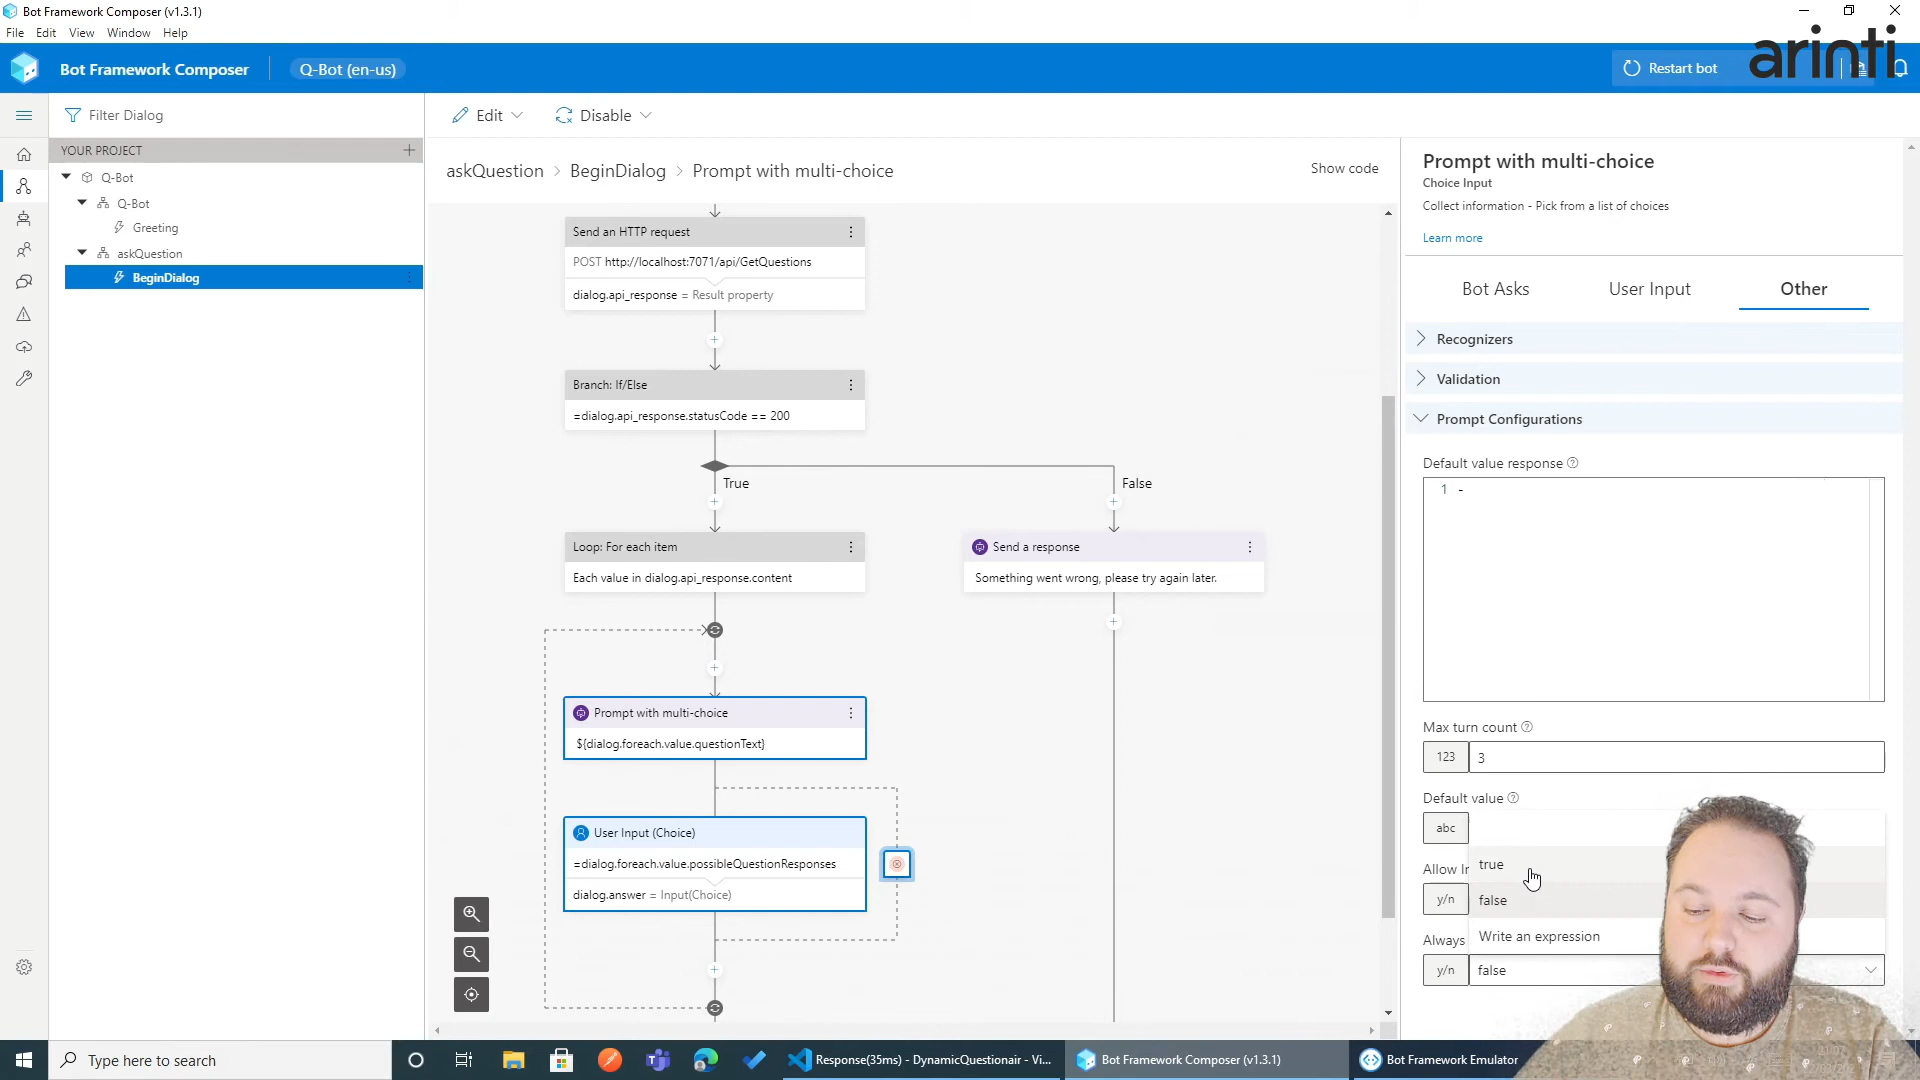 Bot Framework Composer (v1.3.1)
File Edit View Window Help
Bot Framework Composer
Q-Bot (en-us)
Restart bot
arinti
Filter Dialog
Edit
Disable
YOUR PROJECT
Q-Bot
Q-Bot
Greeting
askQuestion
BeginDialog
askQuestion > BeginDialog > Prompt with multi-choice
Show code
Send an HTTP request
POST http://localhost:7071/api/GetQuestions
dialog.api_response = Result property
Branch: If/Else
=dialog.api_response.statusCode == 200
True
False
Loop: For each item
Each value in dialog.api_response.content
Send a response
Something went wrong, please try again later.
Prompt with multi-choice
${dialog.foreach.value.questionText}
User Input (Choice)
=dialog.foreach.value.possibleQuestionResponses
dialog.answer = Input(Choice)
Prompt with multi-choice
Choice Input
Collect information - Pick from a list of choices
Learn more
Bot Asks
User Input
Other
Recognizers
Validation
Prompt Configurations
Default value response
1 -
Max turn count
123 3
Default value
abc
true
Allow
y/n
false
Write an expression
Always
y/n false
Type here to search
Response(35ms) - DynamicQuestionair - Vi...
Bot Framework Composer (v1.3.1)
Bot Framework Emulator